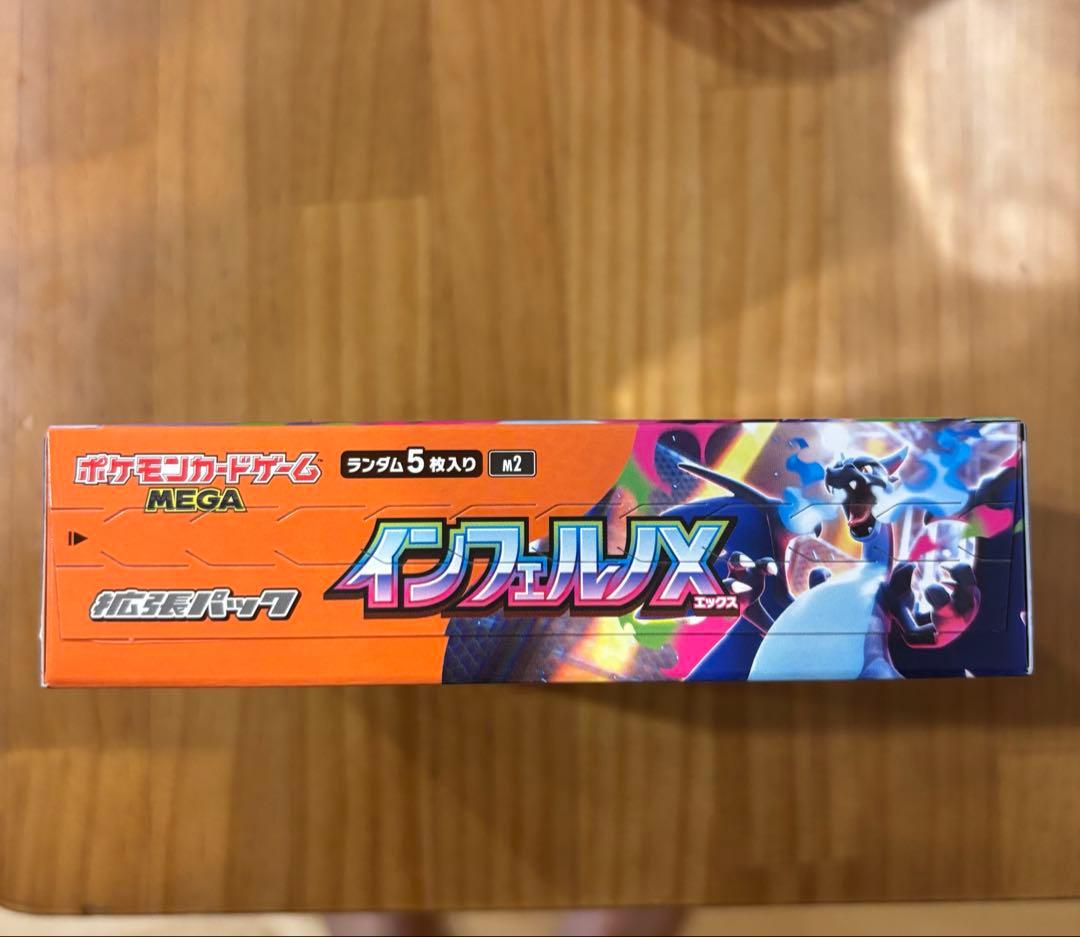 ポケモンカードゲーム
MEGA
ランダム5枚入り M2
インフェルノX
エックス
拡張パック